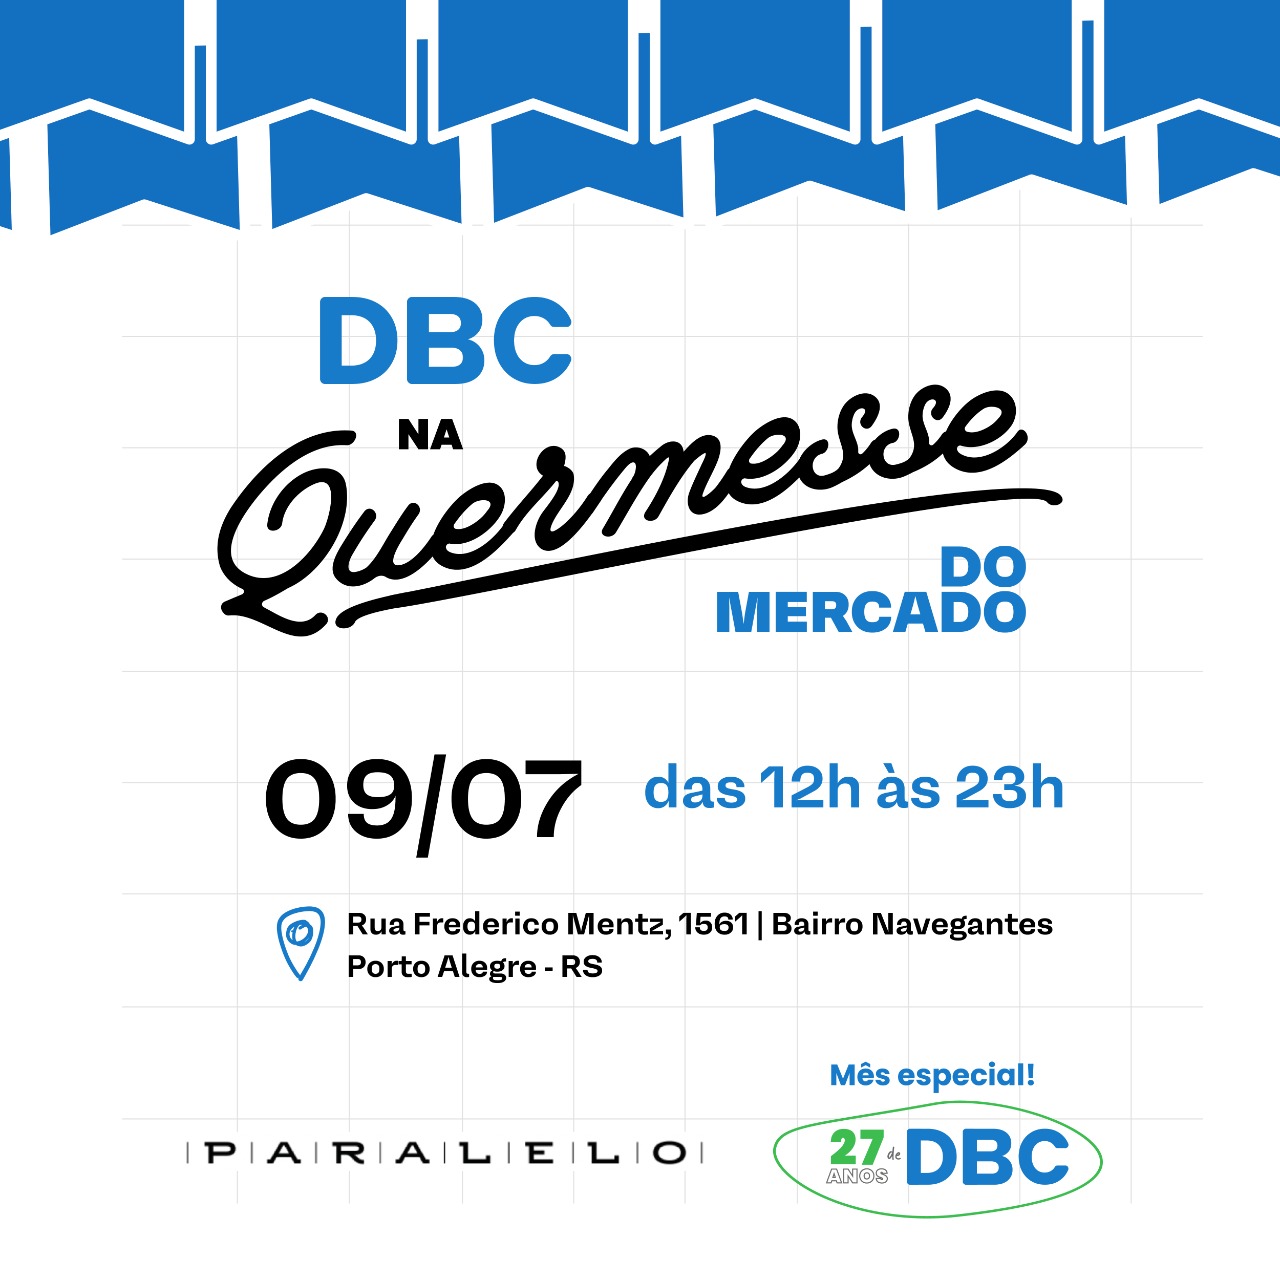 DBC
NA
Quermesse
DO
MERCADO
09/07 das 12h às 23h
Rua Frederico Mentz, 1561 | Bairro Navegantes
Porto Alegre - RS
Mês especial!
|P|A|R|A|L|E|L|O|
27 de
ANOS
DBC